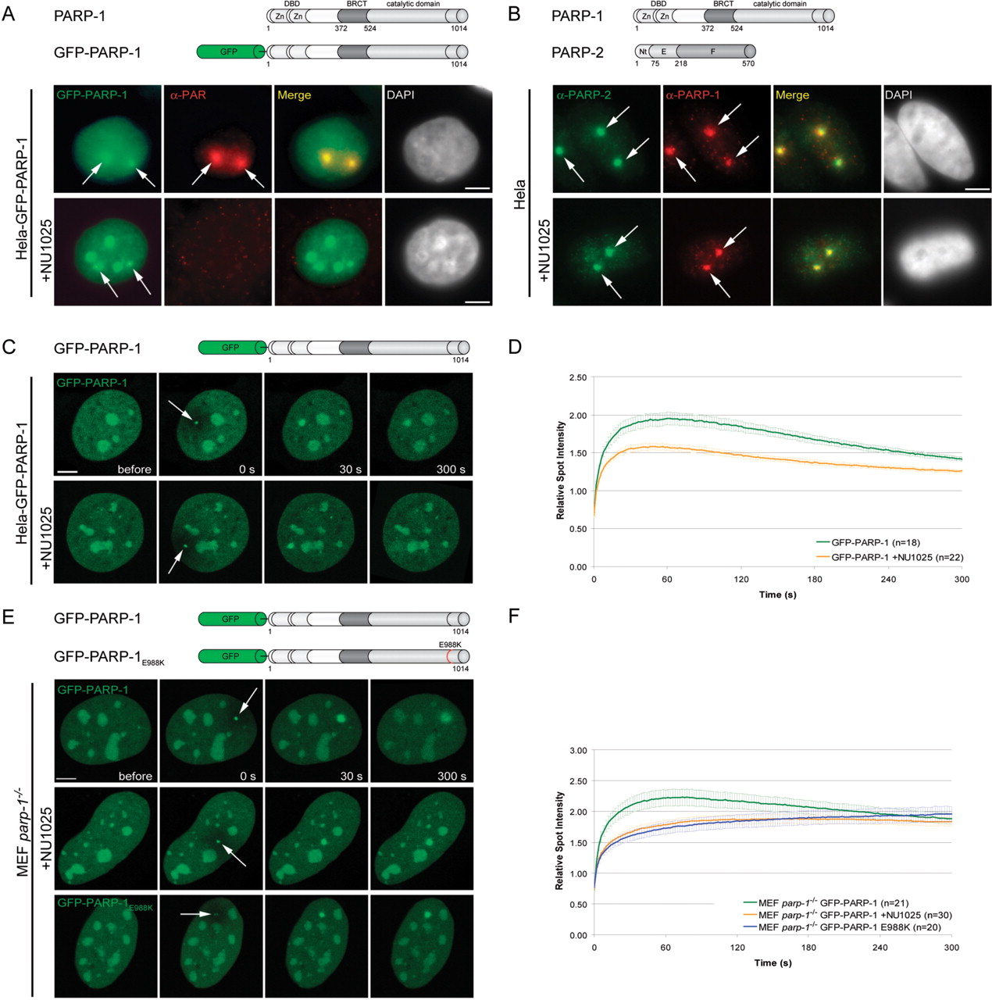 A
PARP-1
DBD BRCT catalytic domain
Zn Zn
1 372 524 1014
GFP-PARP-1
GFP
1 1014
Hela-GFP-PARP-1
+NU1025
GFP-PARP-1 α-PAR Merge DAPI
B
PARP-1
DBD BRCT catalytic domain
Zn Zn
1 372 524 1014
PARP-2
Nt E F
1 75 218 570
Hela
+NU1025
α-PARP-2 α-PARP-1 Merge DAPI
C
GFP-PARP-1
GFP
1 1014
Hela-GFP-PARP-1
+NU1025
GFP-PARP-1
before 0 s 30 s 300 s
D
Relative Spot Intensity
2.50
2.00
1.50
1.00
0.50
0.00
GFP-PARP-1 (n=18)
GFP-PARP-1 +NU1025 (n=22)
0 60 120 180 240 300
Time (s)
E
GFP-PARP-1
GFP
1 1014
GFP-PARP-1E988K
GFP
E988K
1 1014
MEF parp-1-/-
+NU1025
GFP-PARP-1
before 0 s 30 s 300 s
GFP-PARP-1E988K
F
Relative Spot Intensity
3.00
2.50
2.00
1.50
1.00
0.50
0.00
MEF parp-1-/- GFP-PARP-1 (n=21)
MEF parp-1-/- GFP-PARP-1 +NU1025 (n=30)
MEF parp-1-/- GFP-PARP-1 E988K (n=20)
0 60 120 180 240 300
Time (s)